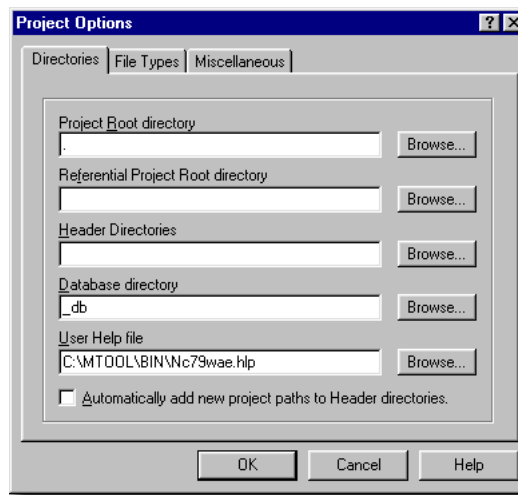 Project Options
Directories File Types Miscellaneous
Project Root directory
. Browse...
Referential Project Root directory
Browse...
Header Directories
Browse...
Database directory
_db Browse...
User Help file
C:\MTOOL\BIN\Nc79wae.hlp Browse...
Automatically add new project paths to Header directories.
OK Cancel Help